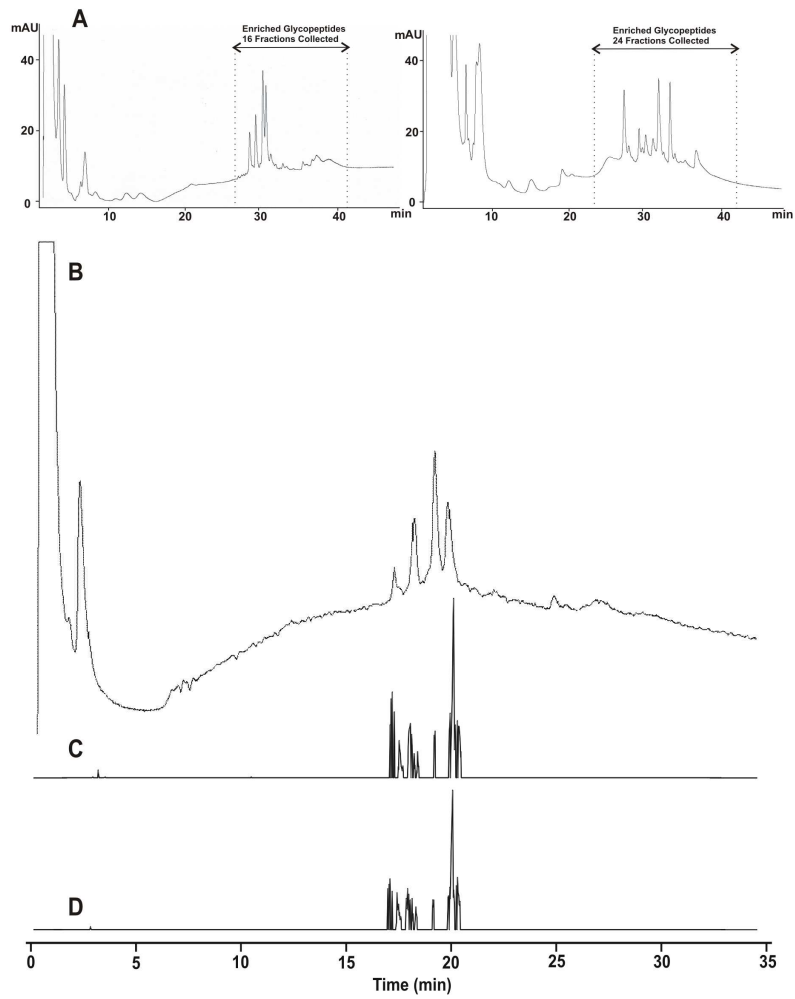 A
mAU
Enriched Glycopeptides
16 Fractions Collected
40
20
0
10
30
40
min
mAU
Enriched Glycopeptides
24 Fractions Collected
40
20
0
10
20
30
40
min
B
C
D
0 5 10 15 20 25 30 35
Time (min)